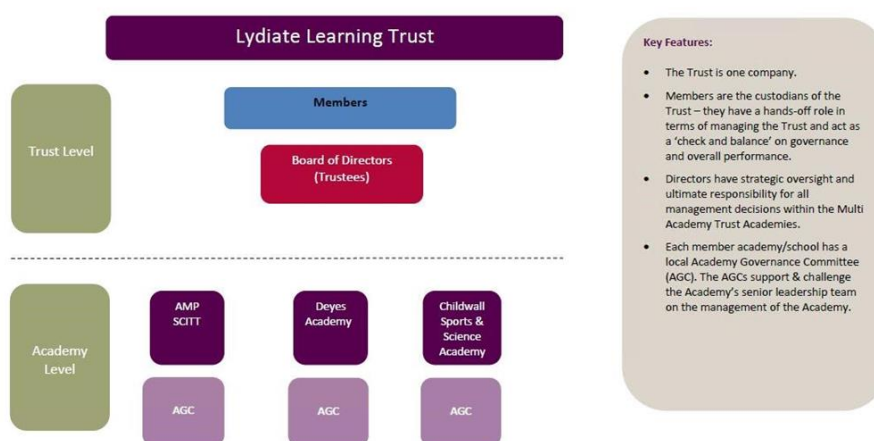 Lydiate Learning Trust
Trust Level
Members
Board of Directors
(Trustees)
Academy
Level
AMP
SCITT
Deyes
Academy
Childwall
Sports &
Science
Academy
AGC
AGC
AGC
Key Features:
• The Trust is one company.
• Members are the custodians of the
Trust – they have a hands-off role in
terms of managing the Trust and act as
a ‘check and balance’ on governance
and overall performance.
• Directors have strategic oversight and
ultimate responsibility for all
management decisions within the Multi
Academy Trust Academies.
• Each member academy/school has a
local Academy Governance Committee
(AGC). The AGCs support & challenge
the Academy’s senior leadership team
on the management of the Academy.